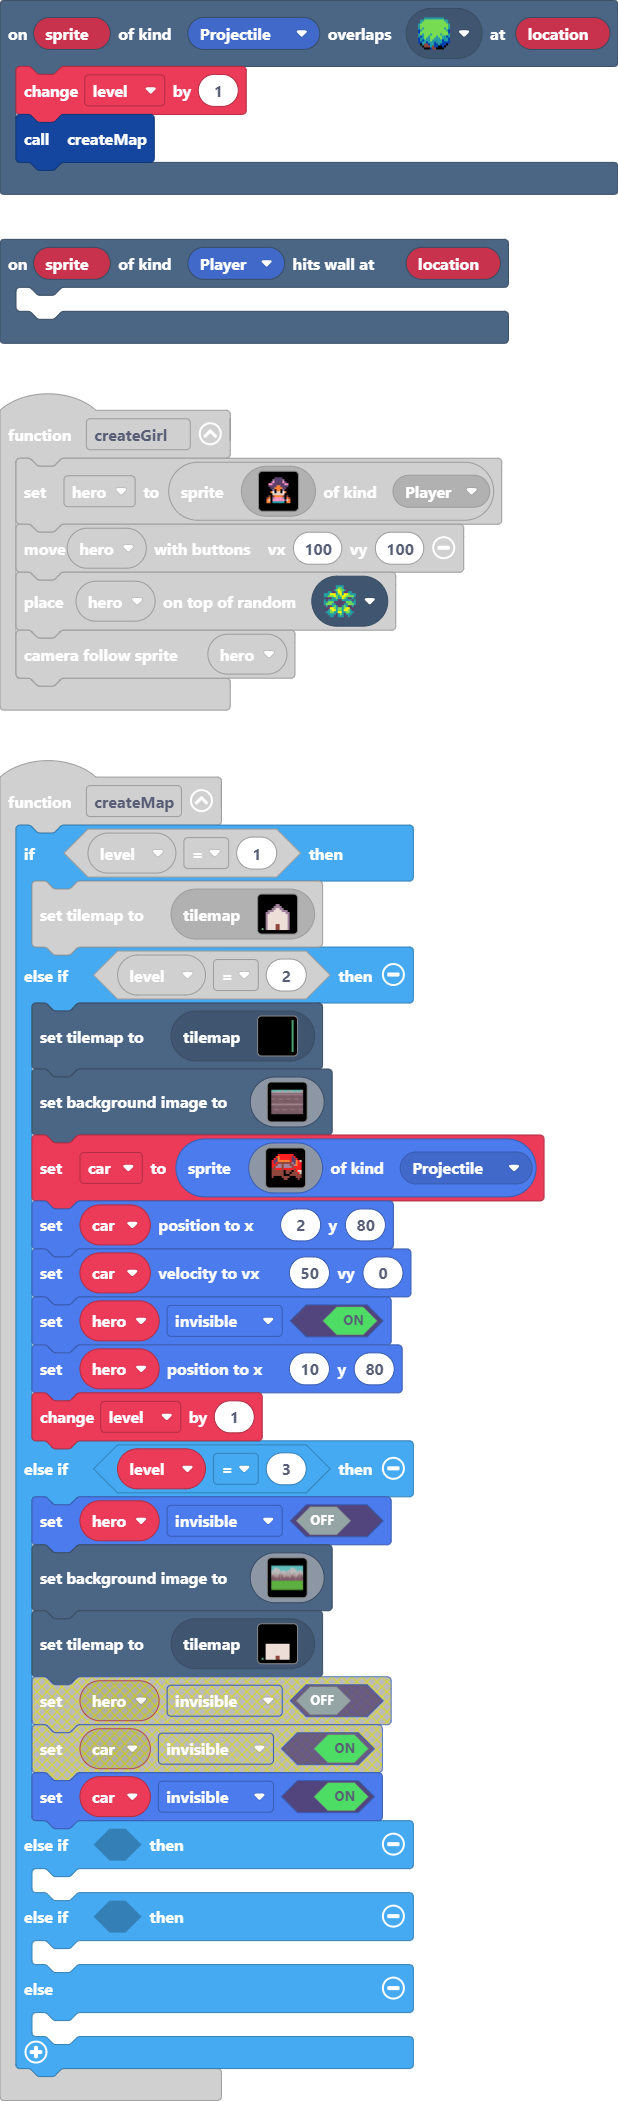 on sprite of kind Projectile overlaps at location
change level by 1
call createMap
on sprite of kind Player hits wall at location
function createGirl
set hero to sprite of kind Player
move hero with buttons vx 100 vy 100
place hero on top of random
camera follow sprite hero
function createMap
if level = 1 then
set tilemap to tilemap
else if level = 2 then
set tilemap to tilemap
set background image to
set car to sprite of kind Projectile
set car position to x 2 y 80
set car velocity to vx 50 vy 0
set hero invisible ON
set hero position to x 10 y 80
change level by 1
else if level = 3 then
set hero invisible OFF
set background image to
set tilemap to tilemap
set hero invisible OFF
set car invisible ON
set car invisible ON
else if then
else if then
else